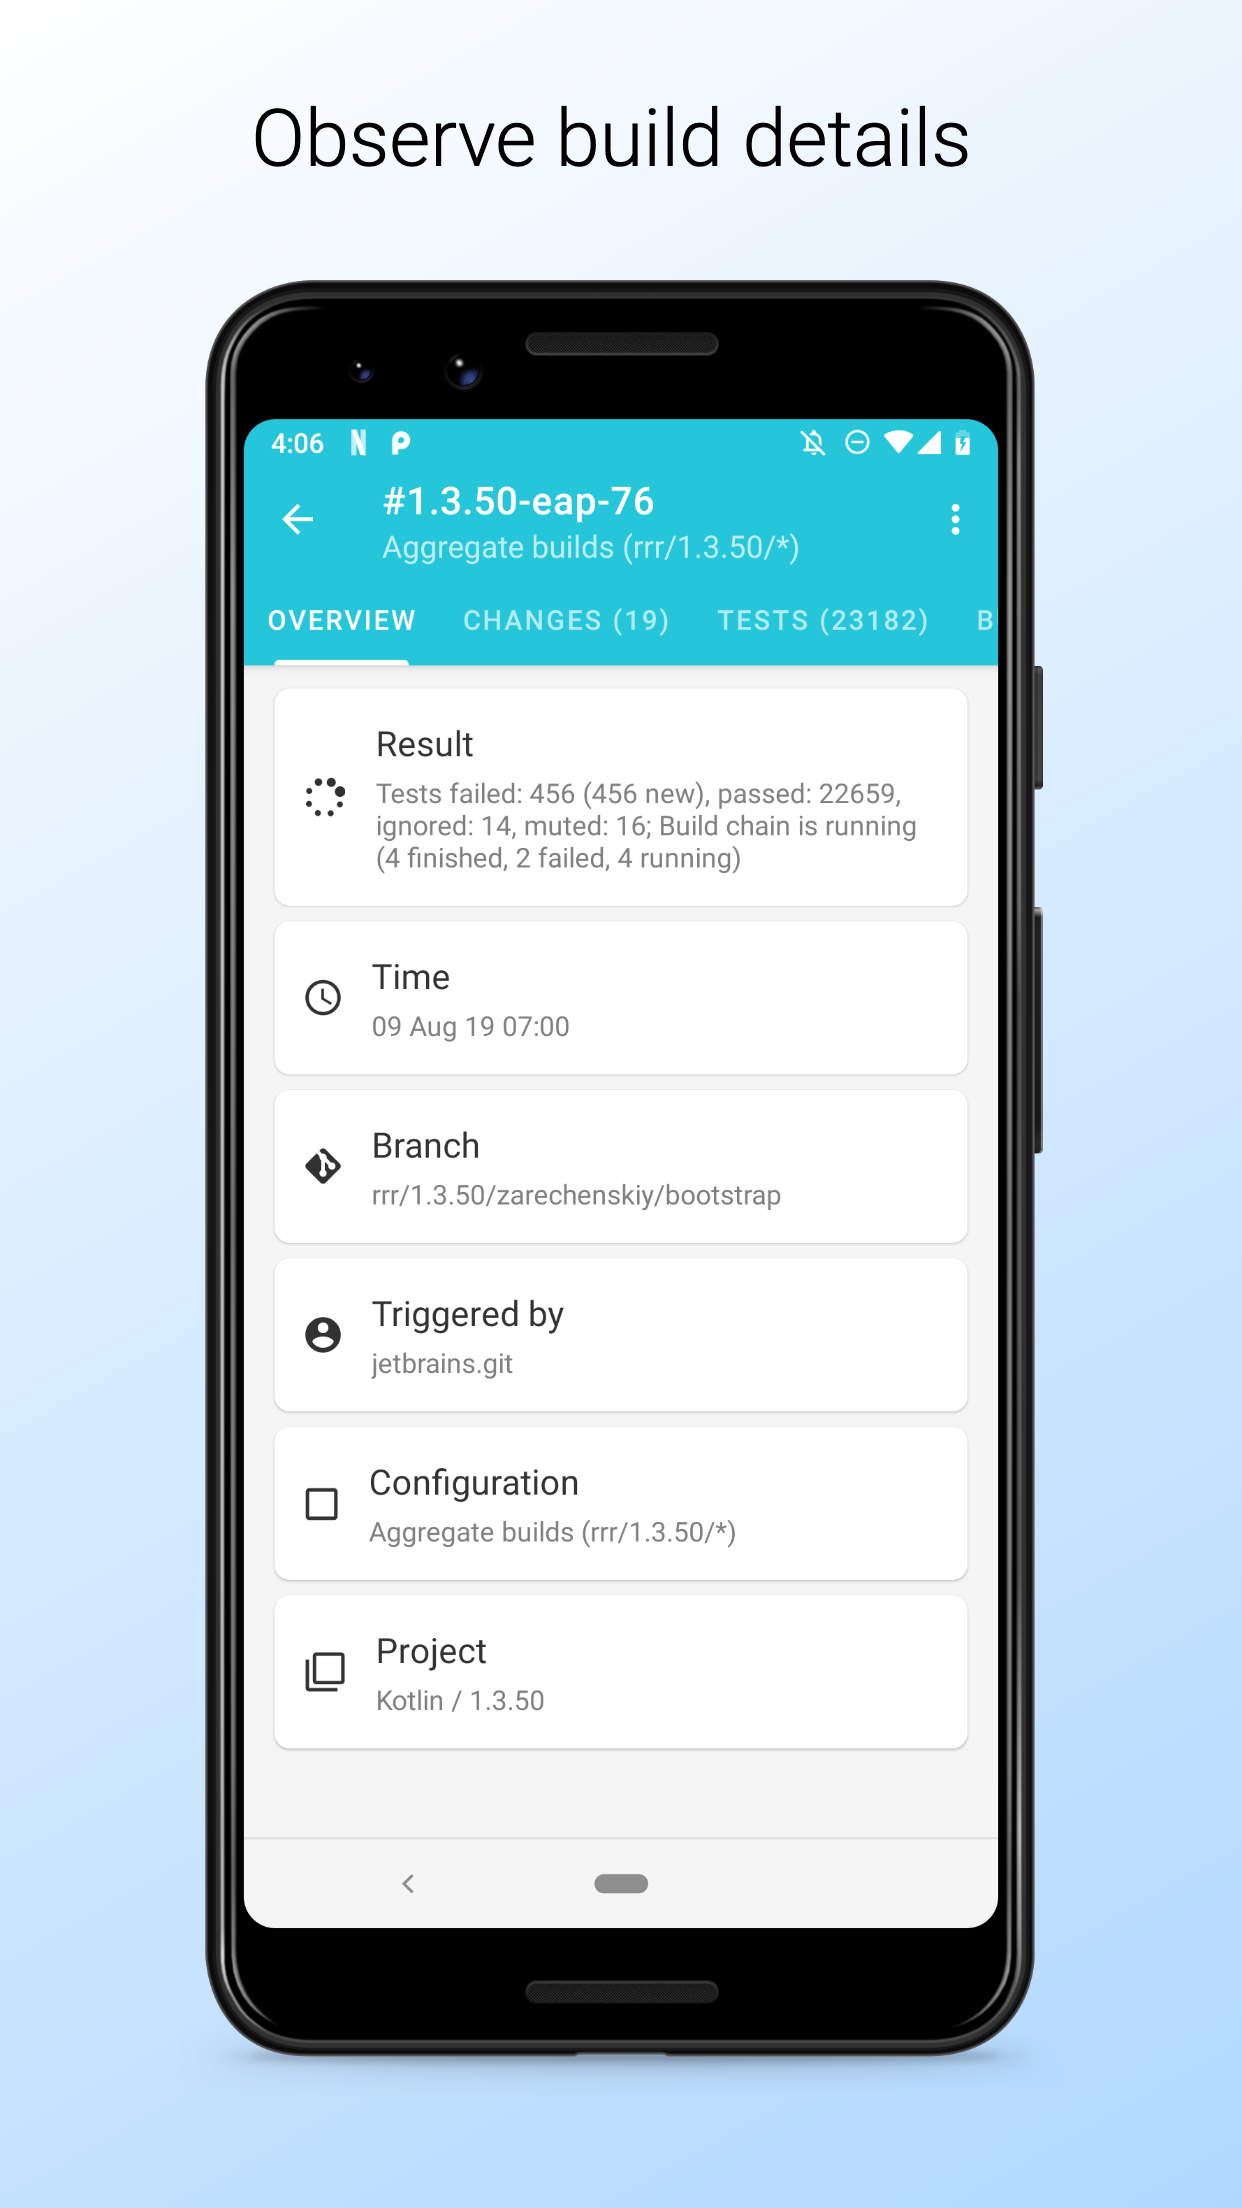 Observe build details
4:06
#1.3.50-eap-76
Aggregate builds (rrr/1.3.50/*)
OVERVIEW CHANGES (19) TESTS (23182) B
Result
Tests failed: 456 (456 new), passed: 22659,
ignored: 14, muted: 16; Build chain is running
(4 finished, 2 failed, 4 running)
Time
09 Aug 19 07:00
Branch
rrr/1.3.50/zarechenskiy/bootstrap
Triggered by
jetbrains.git
Configuration
Aggregate builds (rrr/1.3.50/*)
Project
Kotlin / 1.3.50